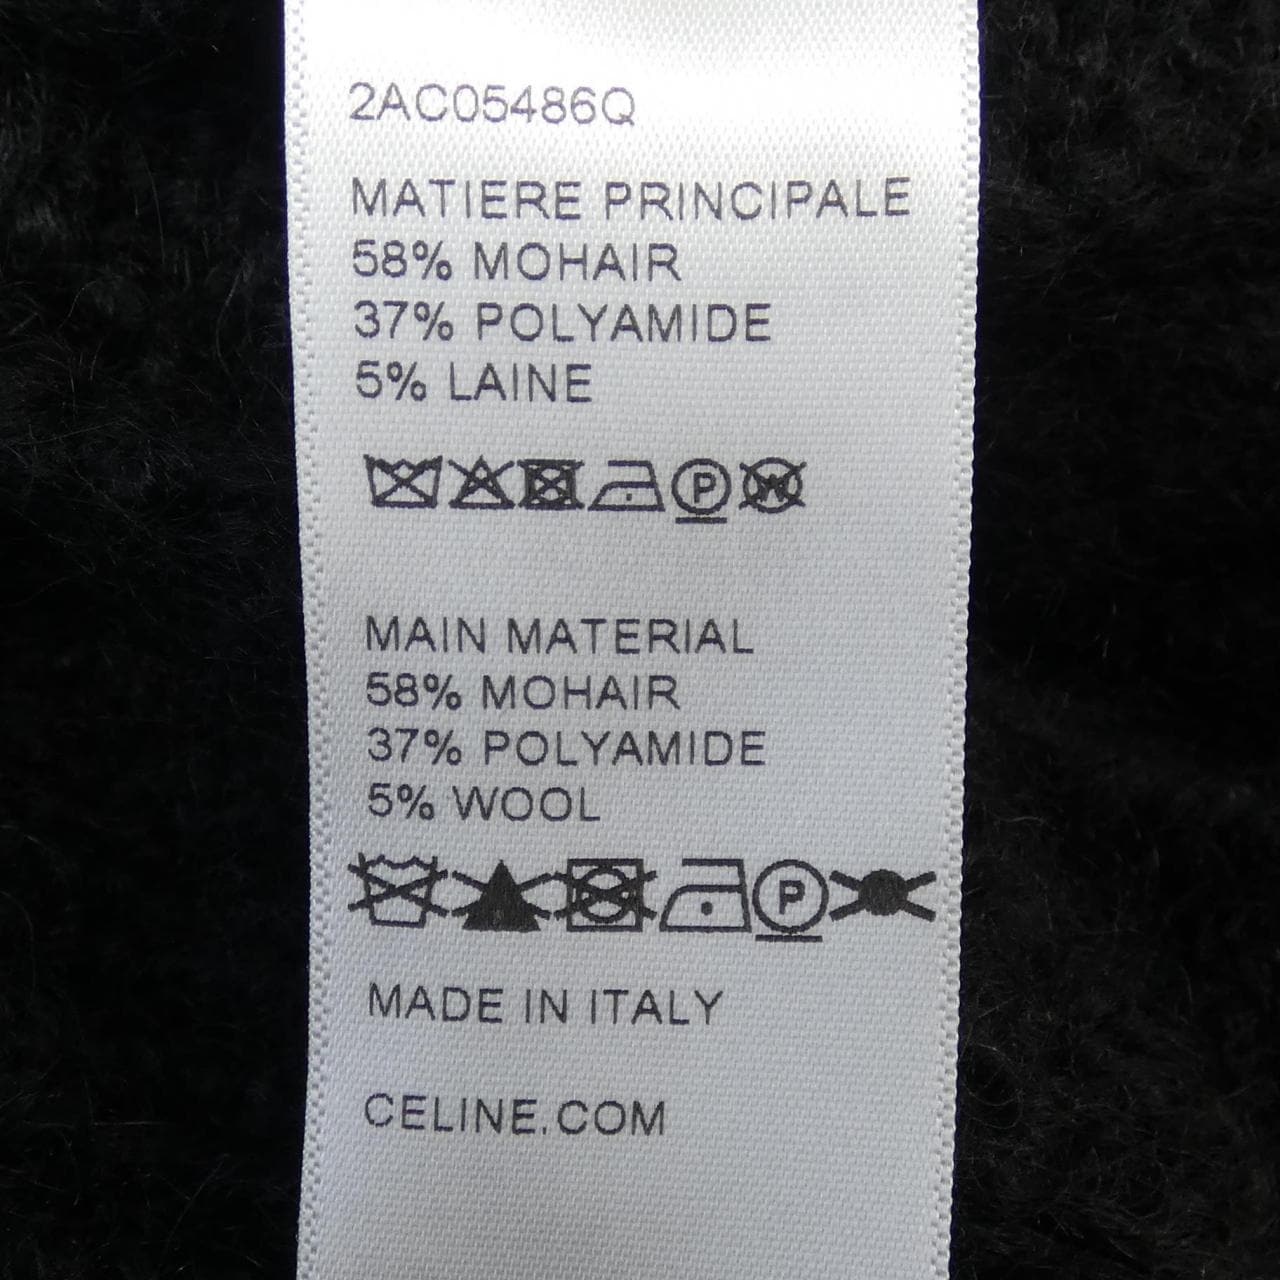 2AC05486Q
MATIERE PRINCIPALE
58% MOHAIR
37% POLYAMIDE
5% LAINE
P W
MAIN MATERIAL
58% MOHAIR
37% POLYAMIDE
5% WOOL
P
MADE IN ITALY
CELINE.COM